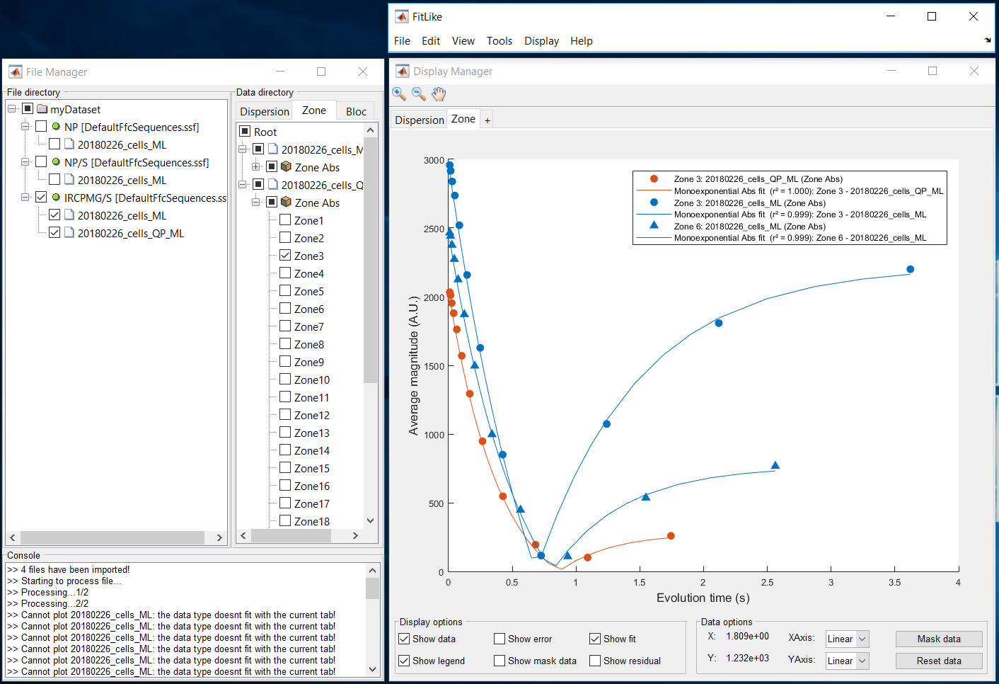 FitLike
File Edit View Tools Display Help
File Manager
File directory
myDataset
NP [DefaultFfcSequences.ssf]
20180226_cells_ML
NP/S [DefaultFfcSequences.ssf]
20180226_cells_ML
IRCPMG/S [DefaultFfcSequences.ss
20180226_cells_ML
20180226_cells_QP_ML
Data directory
Dispersion Zone Bloc
Root
20180226_cells_M
Zone Abs
20180226_cells_Q
Zone Abs
Zone1
Zone2
Zone3
Zone4
Zone5
Zone6
Zone7
Zone8
Zone9
Zone10
Zone11
Zone12
Zone13
Zone14
Zone15
Zone16
Zone17
Zone18
Console
>> 4 files have been imported!
>> Starting to process file...
>> Processing...1/2
>> Processing...2/2
>> Cannot plot 20180226_cells_ML: the data type doesnt fit with the current tab!
>> Cannot plot 20180226_cells_ML: the data type doesnt fit with the current tab!
>> Cannot plot 20180226_cells_ML: the data type doesnt fit with the current tab!
>> Cannot plot 20180226_cells_ML: the data type doesnt fit with the current tab!
>> Cannot plot 20180226_cells_ML: the data type doesnt fit with the current tab!
>> Cannot plot 20180226_cells_ML: the data type doesnt fit with the current tab!
Display Manager
Dispersion Zone +
3000
2500
2000
1500
1000
500
0
Average magnitude (A.U.)
Zone 3: 20180226_cells_QP_ML (Zone Abs)
Monoexponential Abs fit (r² = 1.000): Zone 3 - 20180226_cells_QP_ML
Zone 3: 20180226_cells_ML (Zone Abs)
Monoexponential Abs fit (r² = 0.999): Zone 3 - 20180226_cells_ML
Zone 6: 20180226_cells_ML (Zone Abs)
Monoexponential Abs fit (r² = 0.999): Zone 6 - 20180226_cells_ML
0 0.5 1 1.5 2 2.5 3 3.5 4
Evolution time (s)
Display options
Show data Show error Show fit
Show legend Show mask data Show residual
Data options
X: 1.809e+00 XAxis: Linear Mask data
Y: 1.232e+03 YAxis: Linear Reset data